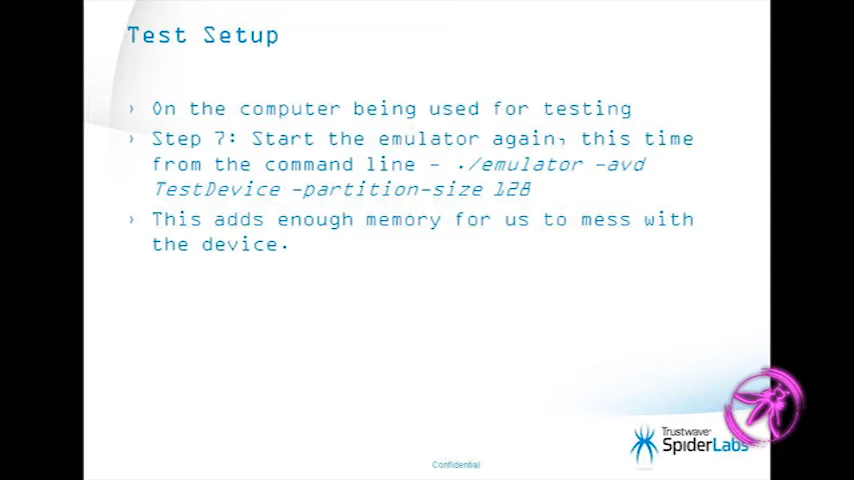 Test Setup
› On the computer being used for testing
› Step 7: Start the emulator again, this time
from the command line - ./emulator -avd
TestDevice -partition-size 128
› This adds enough memory for us to mess with
the device.
Trustwave®
SpiderLabs
Confidential